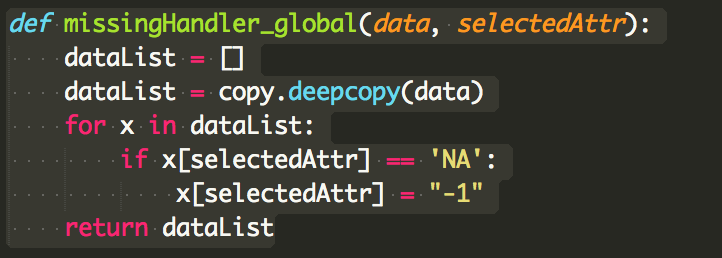 def missingHandler_global(data, selectedAttr):
    dataList = []
    dataList = copy.deepcopy(data)
    for x in dataList:
        if x[selectedAttr] == 'NA':
            x[selectedAttr] = "-1"
    return dataList